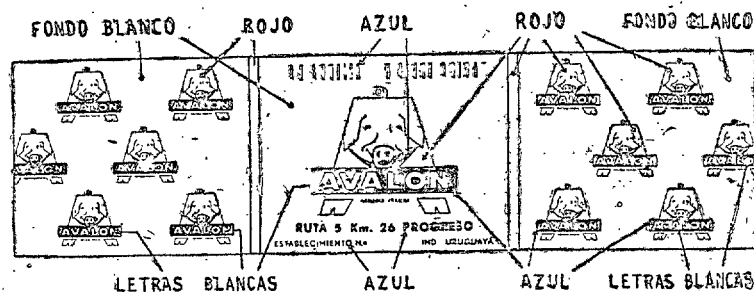 FONDO BLANCO ROJO AZUL ROJO FONDO BLANCO
AVALON AVALON AVALON AVALON
AVALON AVALON AVALON AVALON
AVALON
AVALON AVALON AVALON AVALON
RUTA 5 Km. 26 PROGRESO
ESTABLECIMIENTO N.º IND URUGUAYA
LETRAS BLANCAS AZUL AZUL LETRAS BLANCAS